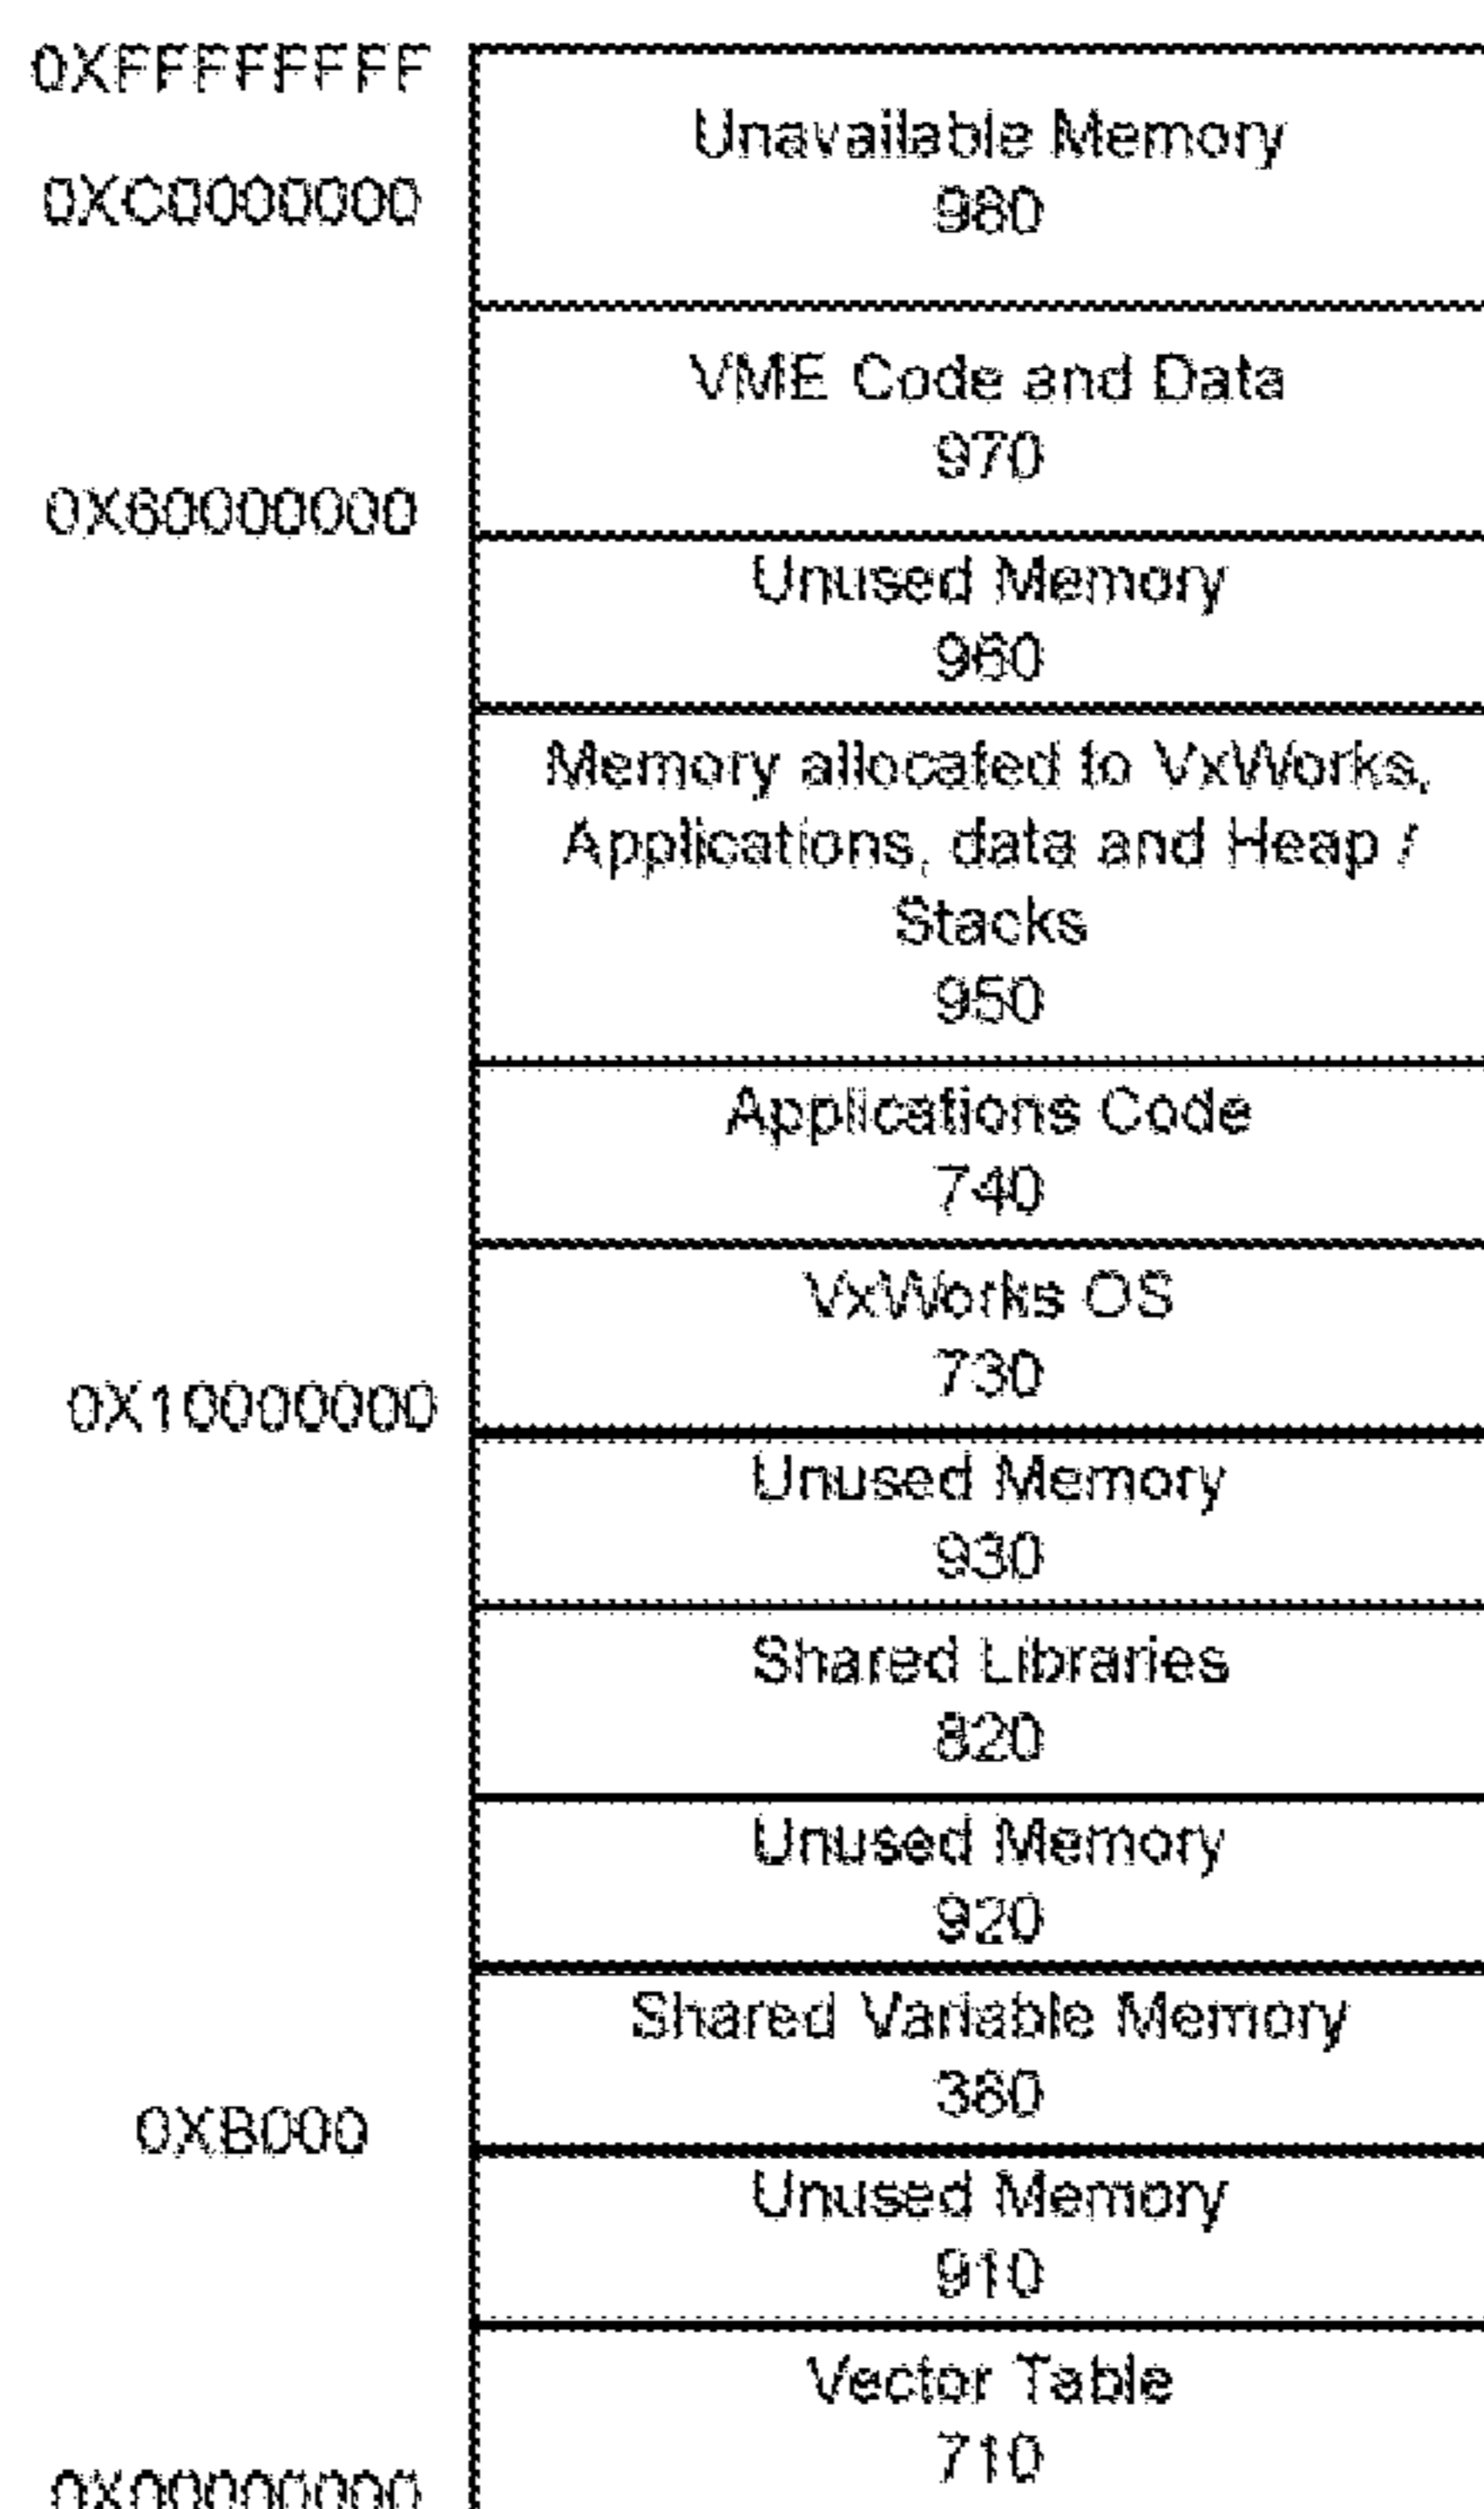 0XFFFFFFFF
Unavailable Memory
0XC0000000
980
VME Code and Data
970
0X60000000
Unused Memory
960
Memory allocated to VxWorks,
Applications, data and Heap /
Stacks
950
Applications Code
740
VxWorks OS
730
0X10000000
Unused Memory
930
Shared Libraries
820
Unused Memory
920
Shared Variable Memory
380
0XB000
Unused Memory
910
Vector Table
710
0X00000000